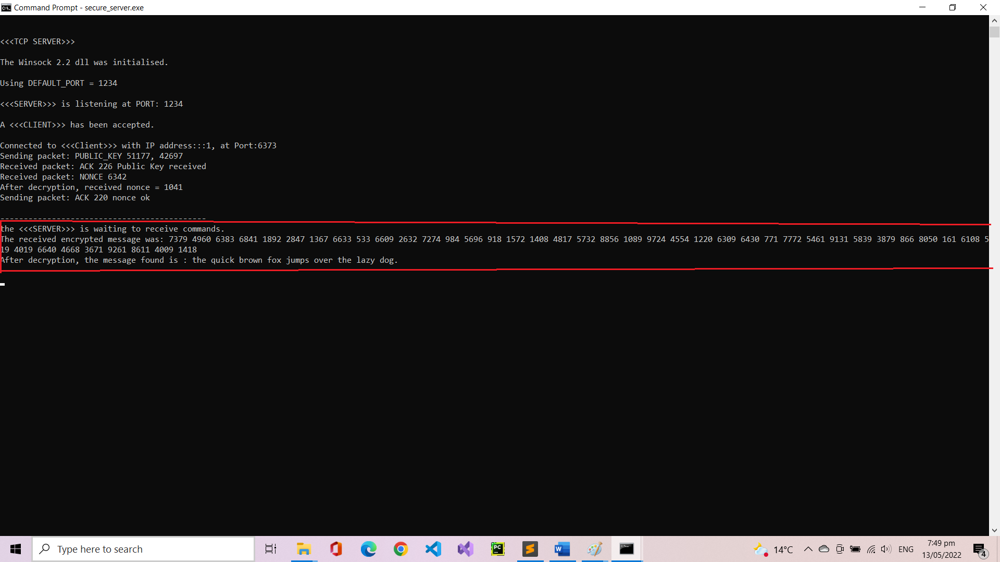 Command Prompt - secure_server.exe
<<<TCP SERVER>>>
The Winsock 2.2 dll was initialised.
Using DEFAULT_PORT = 1234
<<<SERVER>>> is listening at PORT: 1234
A <<<CLIENT>>> has been accepted.
Connected to <<<Client>>> with IP address:::1, at Port:6373
Sending packet: PUBLIC_KEY 51177, 42697
Received packet: ACK 226 Public Key received
Received packet: NONCE 6342
After decryption, received nonce = 1041
Sending packet: ACK 220 nonce ok
--------------------------------------------
the <<<SERVER>>> is waiting to receive commands.
The received encrypted message was: 7379 4960 6383 6841 1892 2847 1367 6633 533 6609 2632 7274 984 5696 918 1572 1408 4817 5732 8856 1089 9724 4554 1220 6309 6430 771 7772 5461 9131 5839 3879 866 8050 161 6108 5
19 4019 6640 4668 3671 9261 8611 4009 1418
After decryption, the message found is : the quick brown fox jumps over the lazy dog.
Type here to search
PC
W
14°C
ENG
7:49 pm
13/05/2022
4